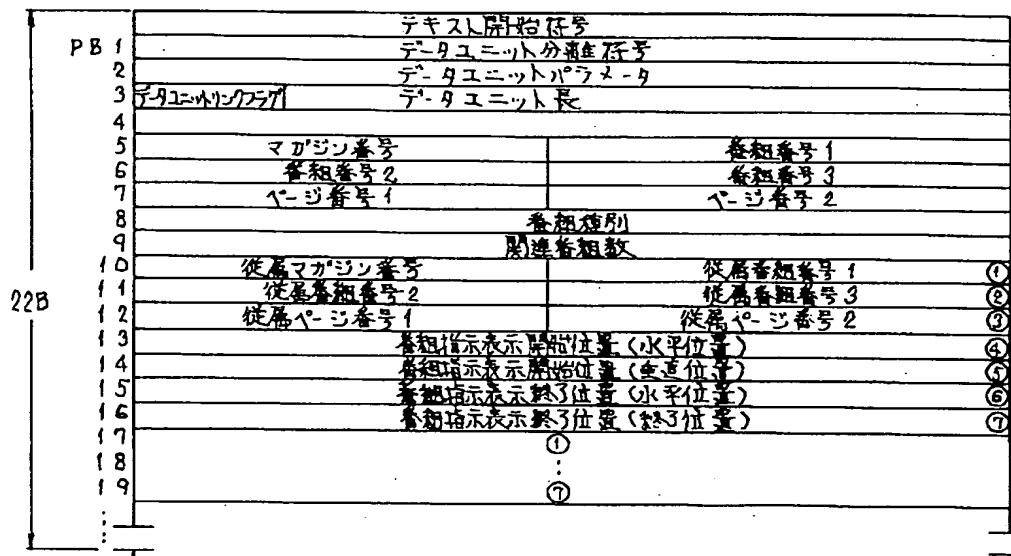 テキスト開始符号
PB 1 データユニット分離符号
2 データユニットパラメータ
3 データユニットリンクフラグ データユニット長
4
5 マガジン番号 番組番号1
6 番組番号2 番組番号3
7 ページ番号1 ページ番号2
8 番組種別
9 関連番組数
10 従属マガジン番号 従属番組番号1 ①
11 従属番組番号2 従属番組番号3 ②
22B
12 従属ページ番号1 従属ページ番号2 ③
13 番組指示表示開始位置(水平位置) ④
14 番組指示表示開始位置(垂直位置) ⑤
15 番組指示表示終了位置(水平位置) ⑥
16 番組指示表示終了位置(終了位置) ⑦
17 ①
18 :
19 ⑦
: